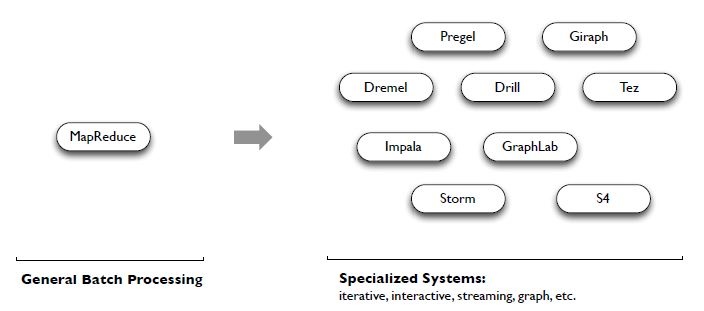 Pregel
Giraph
Dremel
Drill
Tez
MapReduce
Impala
GraphLab
Storm
S4
General Batch Processing
Specialized Systems:
iterative, interactive, streaming, graph, etc.